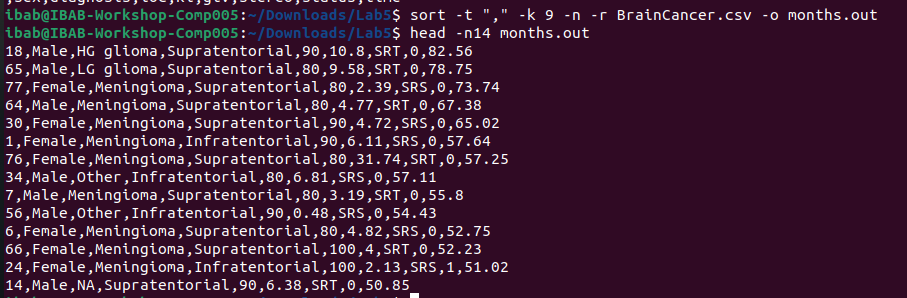 ibab@IBAB-Workshop-Comp005:~/Downloads/Lab5$ sort -t "," -k 9 -n -r BrainCancer.csv -o months.out
ibab@IBAB-Workshop-Comp005:~/Downloads/Lab5$ head -n14 months.out
18,Male,HG glioma,Supratentorial,90,10.8,SRT,0,82.56
65,Male,LG glioma,Supratentorial,80,9.58,SRT,0,78.75
77,Female,Meningioma,Supratentorial,80,2.39,SRS,0,73.74
64,Male,Meningioma,Supratentorial,80,4.77,SRT,0,67.38
30,Female,Meningioma,Supratentorial,90,4.72,SRS,0,65.02
1,Female,Meningioma,Infratentorial,90,6.11,SRS,0,57.64
76,Female,Meningioma,Supratentorial,80,31.74,SRT,0,57.25
34,Male,Other,Infratentorial,80,6.81,SRS,0,57.11
7,Male,Meningioma,Supratentorial,80,3.19,SRT,0,55.8
56,Male,Other,Infratentorial,90,0.48,SRS,0,54.43
6,Female,Meningioma,Supratentorial,80,4.82,SRS,0,52.75
66,Female,Meningioma,Supratentorial,100,4,SRT,0,52.23
24,Female,Meningioma,Infratentorial,100,2.13,SRS,1,51.02
14,Male,NA,Supratentorial,90,6.38,SRT,0,50.85
ibab@IBAB-Workshop-Comp005:~/Downloads/Lab5$